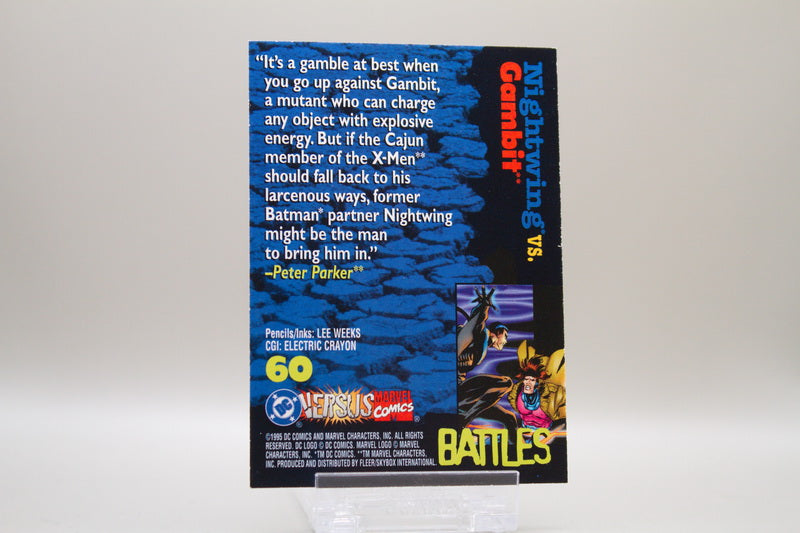 “It’s a gamble at best when
you go up against Gambit,
a mutant who can charge
any object with explosive
energy. But if the Cajun
member of the X-Men**
should fall back to his
larcenous ways, former
Batman* partner Nightwing
might be the man
to bring him in.”
–Peter Parker**
Nightwing* vs.
Gambit**
Pencils/Inks: LEE WEEKS
CGI: ELECTRIC CRAYON
60
DC VERSUS MARVEL COMICS
©1995 DC COMICS AND MARVEL CHARACTERS, INC. ALL RIGHTS
RESERVED. DC LOGO © DC COMICS. MARVEL LOGO © MARVEL
CHARACTERS, INC. *TM DC COMICS. **TM MARVEL CHARACTERS,
INC. PRODUCED AND DISTRIBUTED BY FLEER/SKYBOX INTERNATIONAL.
BATTLES